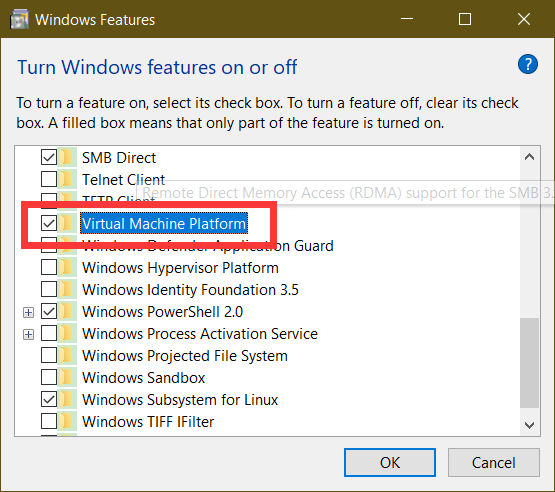 Windows Features
Turn Windows features on or off
?
To turn a feature on, select its check box. To turn a feature off, clear its check
box. A filled box means that only part of the feature is turned on.
SMB Direct
Telnet Client
Remote Direct Memory Access (RDMA) support for the SMB 3.
TFTP Client
Virtual Machine Platform
Windows Defender Application Guard
Windows Hypervisor Platform
Windows Identity Foundation 3.5
Windows PowerShell 2.0
Windows Process Activation Service
Windows Projected File System
Windows Sandbox
Windows Subsystem for Linux
Windows TIFF IFilter
OK
Cancel